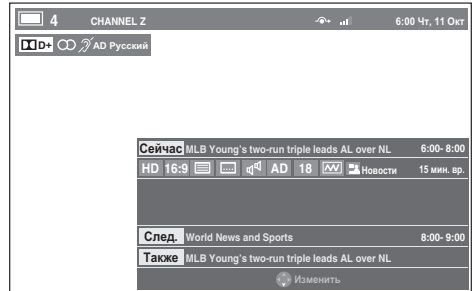 4 CHANNEL Z 6:00 Чт, 11 Окт
D+ AD Русский
Сейчас MLB Young's two-run triple leads AL over NL 6:00- 8:00
HD 16:9 AD 18 Новости 15 мин. вр.
След. World News and Sports 8:00- 9:00
Также MLB Young's two-run triple leads AL over NL
Изменить